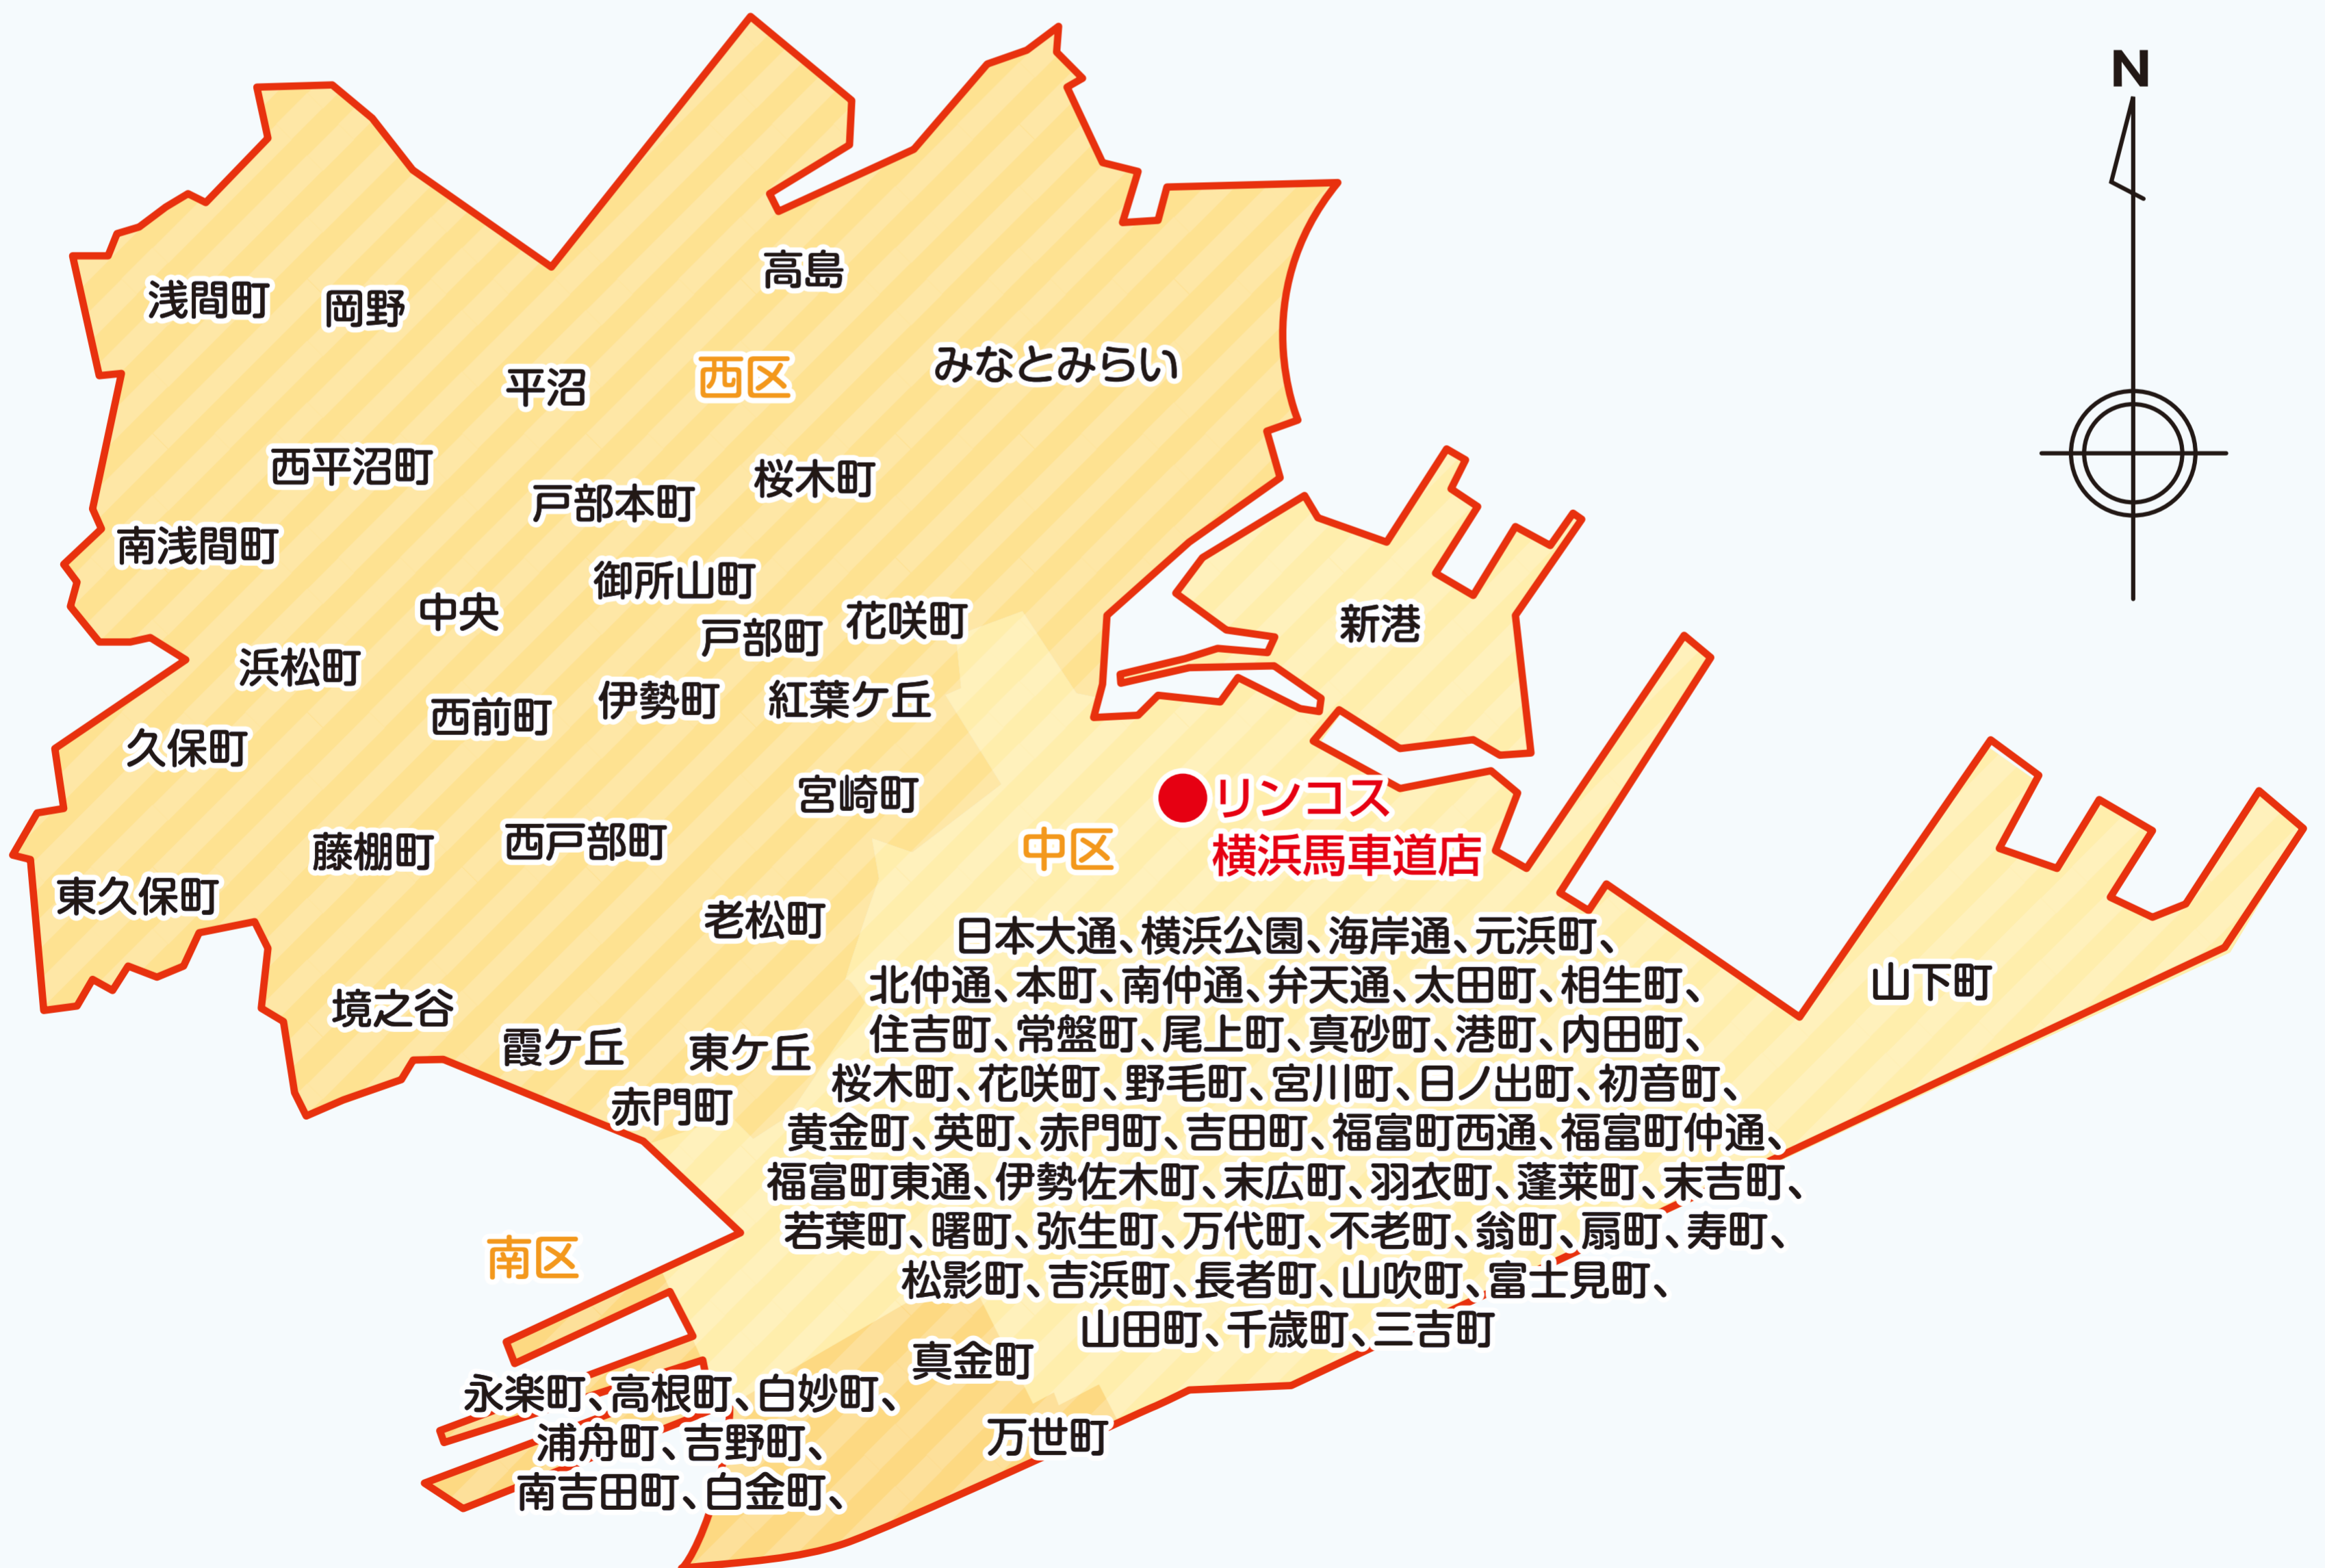 N
高島
浅間町
岡野
みなとみらい
平沼
西区
西平沼町
桜木町
戸部本町
南浅間町
御所山町
中央
花咲町
新港
戸部町
浜松町
伊勢町
紅葉ケ丘
西前町
久保町
宮崎町
リンコス
横浜馬車道店
中区
藤棚町
西戸部町
東久保町
老松町
日本大通、横浜公園、海岸通、元浜町、
北仲通、本町、南仲通、弁天通、太田町、相生町、
住吉町、常盤町、尾上町、真砂町、港町、内田町、
桜木町、花咲町、野毛町、宮川町、日ノ出町、初音町、
黄金町、英町、赤門町、吉田町、福富町西通、福富町仲通、
福富町東通、伊勢佐木町、末広町、羽衣町、蓬莱町、末吉町、
若葉町、曙町、弥生町、万代町、不老町、翁町、扇町、寿町、
松影町、吉浜町、長者町、山吹町、富士見町、
山田町、千歳町、三吉町
山下町
境之谷
霞ケ丘
東ケ丘
赤門町
南区
真金町
永楽町、高根町、白妙町、
浦舟町、吉野町、
南吉田町、白金町、
万世町